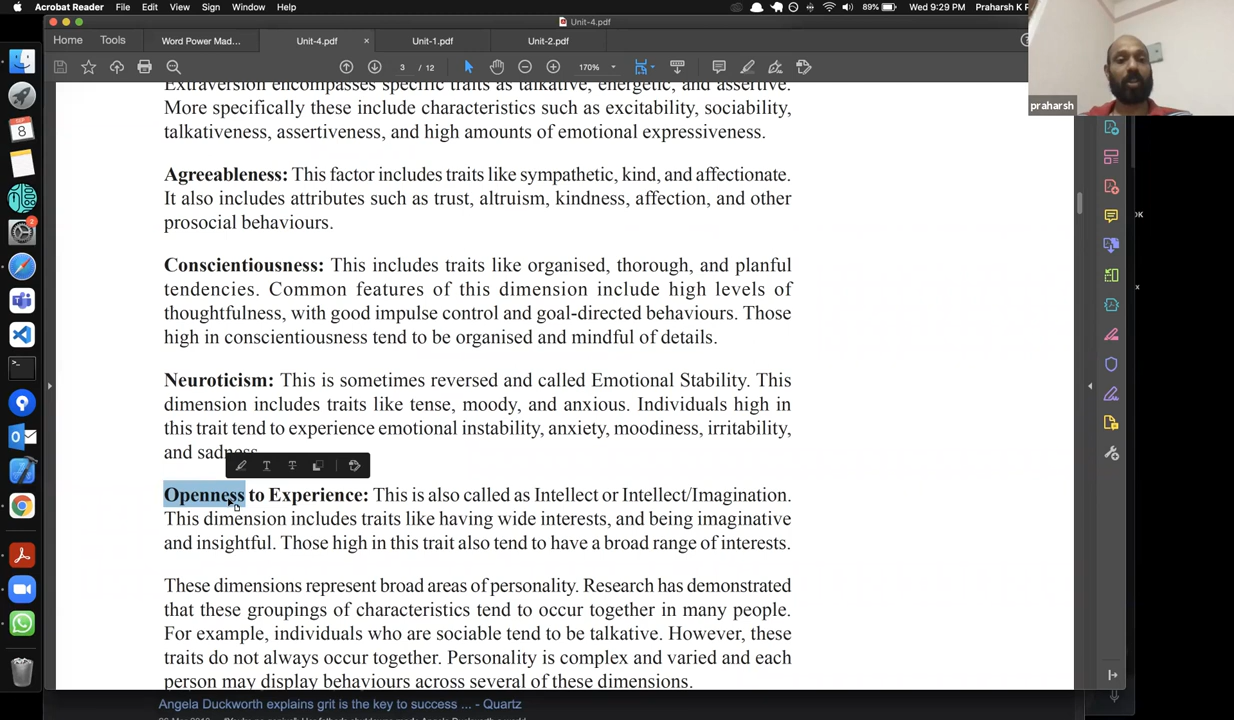 Acrobat Reader File Edit View Sign Window Help
89% Wed 9:29 PM Praharsh K P
Unit-4.pdf
Home Tools Word Power Mad... Unit-4.pdf × Unit-1.pdf Unit-2.pdf
3 / 12 170%
praharsh
SEP
8
2
Extraversion encompasses specific traits as talkative, energetic, and assertive.
More specifically these include characteristics such as excitability, sociability,
talkativeness, assertiveness, and high amounts of emotional expressiveness.
Agreeableness: This factor includes traits like sympathetic, kind, and affectionate.
It also includes attributes such as trust, altruism, kindness, affection, and other
prosocial behaviours.
Conscientiousness: This includes traits like organised, thorough, and planful
tendencies. Common features of this dimension include high levels of
thoughtfulness, with good impulse control and goal-directed behaviours. Those
high in conscientiousness tend to be organised and mindful of details.
Neuroticism: This is sometimes reversed and called Emotional Stability. This
dimension includes traits like tense, moody, and anxious. Individuals high in
this trait tend to experience emotional instability, anxiety, moodiness, irritability,
and sadness.
Openness to Experience: This is also called as Intellect or Intellect/Imagination.
This dimension includes traits like having wide interests, and being imaginative
and insightful. Those high in this trait also tend to have a broad range of interests.
These dimensions represent broad areas of personality. Research has demonstrated
that these groupings of characteristics tend to occur together in many people.
For example, individuals who are sociable tend to be talkative. However, these
traits do not always occur together. Personality is complex and varied and each
person may display behaviours across several of these dimensions.
Angela Duckworth explains grit is the key to success ... - Quartz